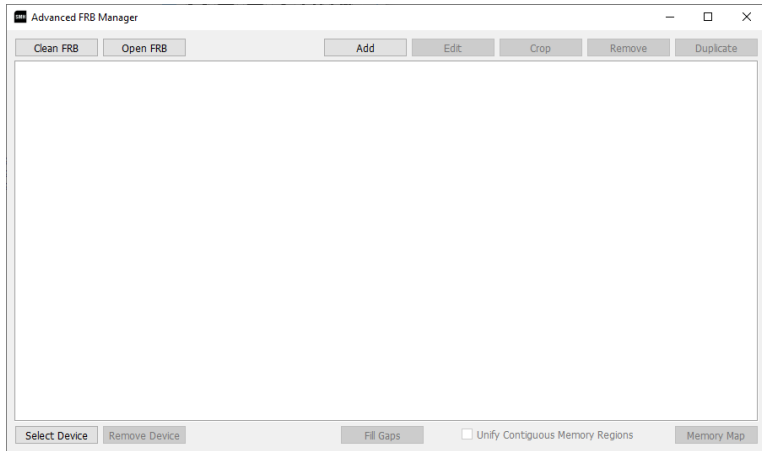 SMH Advanced FRB Manager
Clean FRB Open FRB Add Edit Crop Remove Duplicate
Select Device Remove Device Fill Gaps Unify Contiguous Memory Regions Memory Map